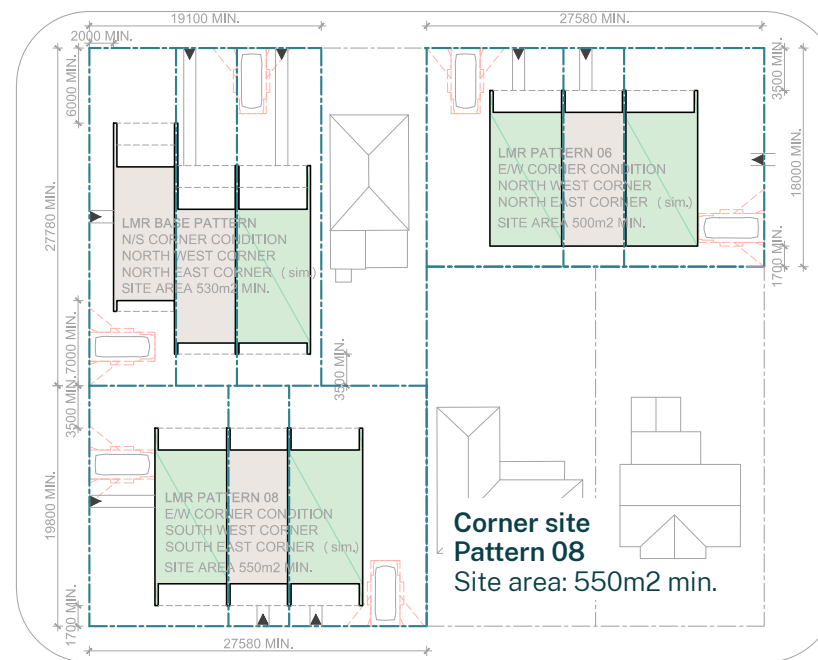 19100 MIN.
27580 MIN.
2000 MIN.
6000 MIN.
3500 MIN.
LMR PATTERN 06
E/W CORNER CONDITION
NORTH WEST CORNER
NORTH EAST CORNER (sim.)
SITE AREA 500m2 MIN.
18000 MIN.
27780 MIN.
LMR BASE PATTERN
N/S CORNER CONDITION
NORTH WEST CORNER
NORTH EAST CORNER (sim.)
SITE AREA 530m2 MIN.
1700 MIN.
7000 MIN.
3500 MIN.
3500 MIN.
LMR PATTERN 08
E/W CORNER CONDITION
SOUTH WEST CORNER
SOUTH EAST CORNER (sim.)
SITE AREA 550m2 MIN.
19800 MIN.
Corner site
Pattern 08
Site area: 550m2 min.
1700 MIN.
27580 MIN.